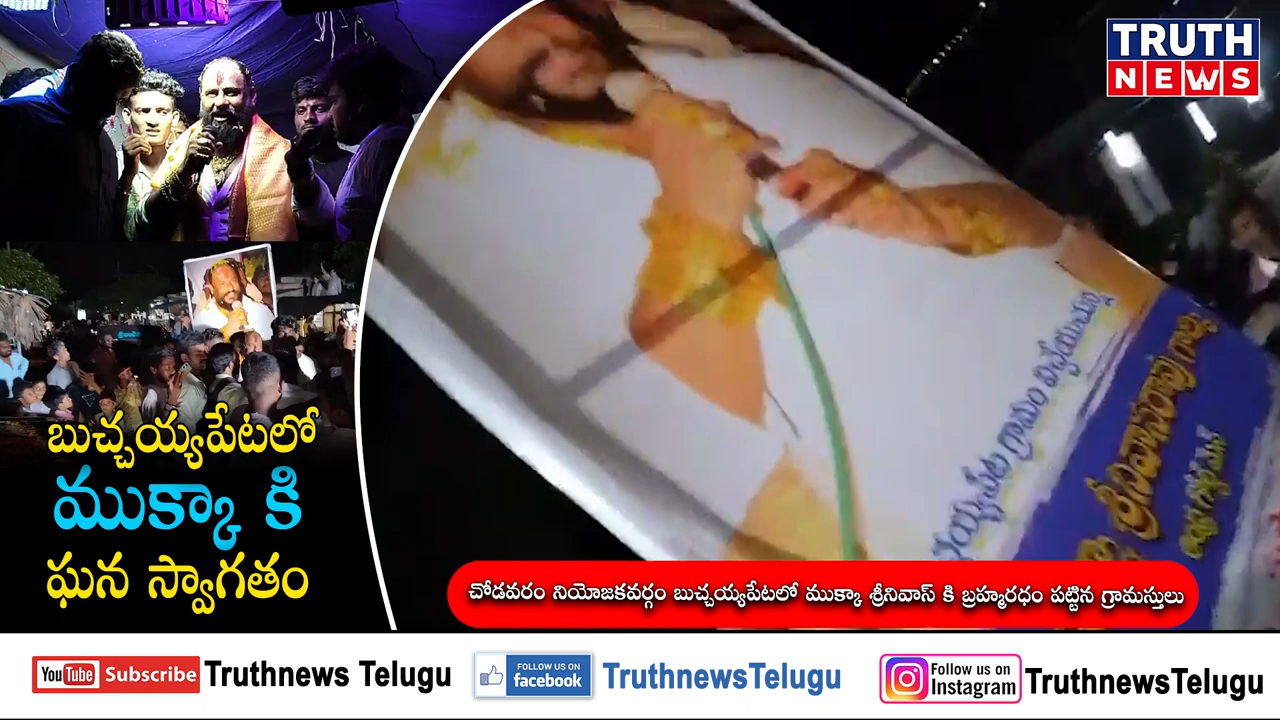 TRUTH
NEWS
బుచ్చయ్యపేటలో
ముక్కా కి
ఘన స్వాగతం
గ్రామం విచ్చేయుచున్న
శ్రీనివాసరావు గారికి
చోడవరం నియోజకవర్గం బుచ్చయ్యపేటలో ముక్కా శ్రీనివాస్ కి బ్రహ్మరధం పట్టిన గ్రామస్తులు
You Tube Subscribe Truthnews Telugu
FOLLOW US ON
facebook
TruthnewsTelugu
Follow us on
Instagram
TruthnewsTelugu